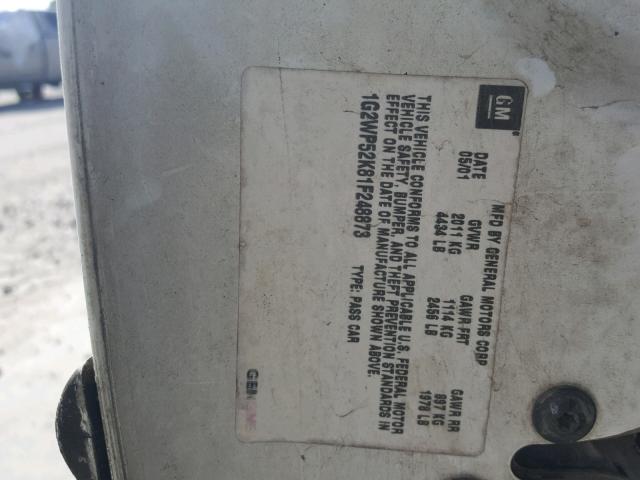 GM
MFD BY GENERAL MOTORS CORP
DATE GVWR GAWR FRT GAWR RR
05/01 2011 KG 1114 KG 897 KG
4434 LB 2456 LB 1978 LB
THIS VEHICLE CONFORMS TO ALL APPLICABLE U.S. FEDERAL MOTOR
VEHICLE SAFETY, BUMPER, AND THEFT PREVENTION STANDARDS IN
EFFECT ON THE DATE OF MANUFACTURE SHOWN ABOVE.
1G2WP52K81F248873 TYPE: PASS CAR